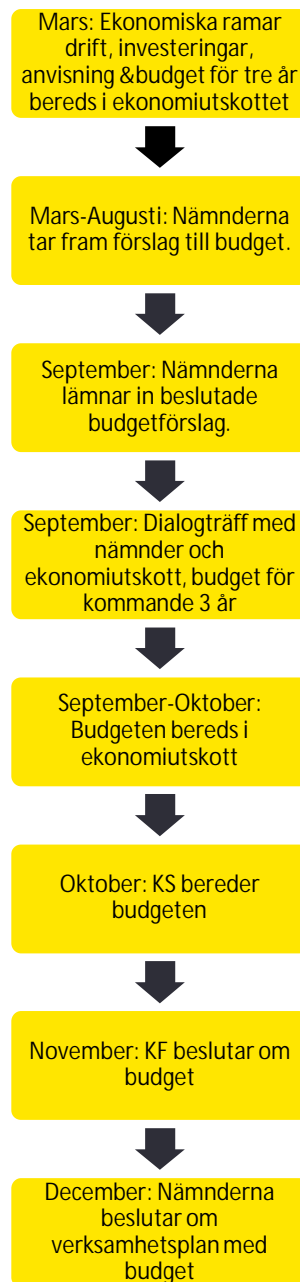 Mars: Ekonomiska ramar
drift, investeringar,
anvisning &budget för tre år
bereds i ekonomiutskottet
Mars-Augusti: Nämnderna
tar fram förslag till budget.
September: Nämnderna
lämnar in beslutade
budgetförslag.
September: Dialogträff med
nämnder och
ekonomiutskott, budget för
kommande 3 år
September-Oktober:
Budgeten bereds i
ekonomiutskott
Oktober: KS bereder
budgeten
November: KF beslutar om
budget
December: Nämnderna
beslutar om
verksamhetsplan med
budget